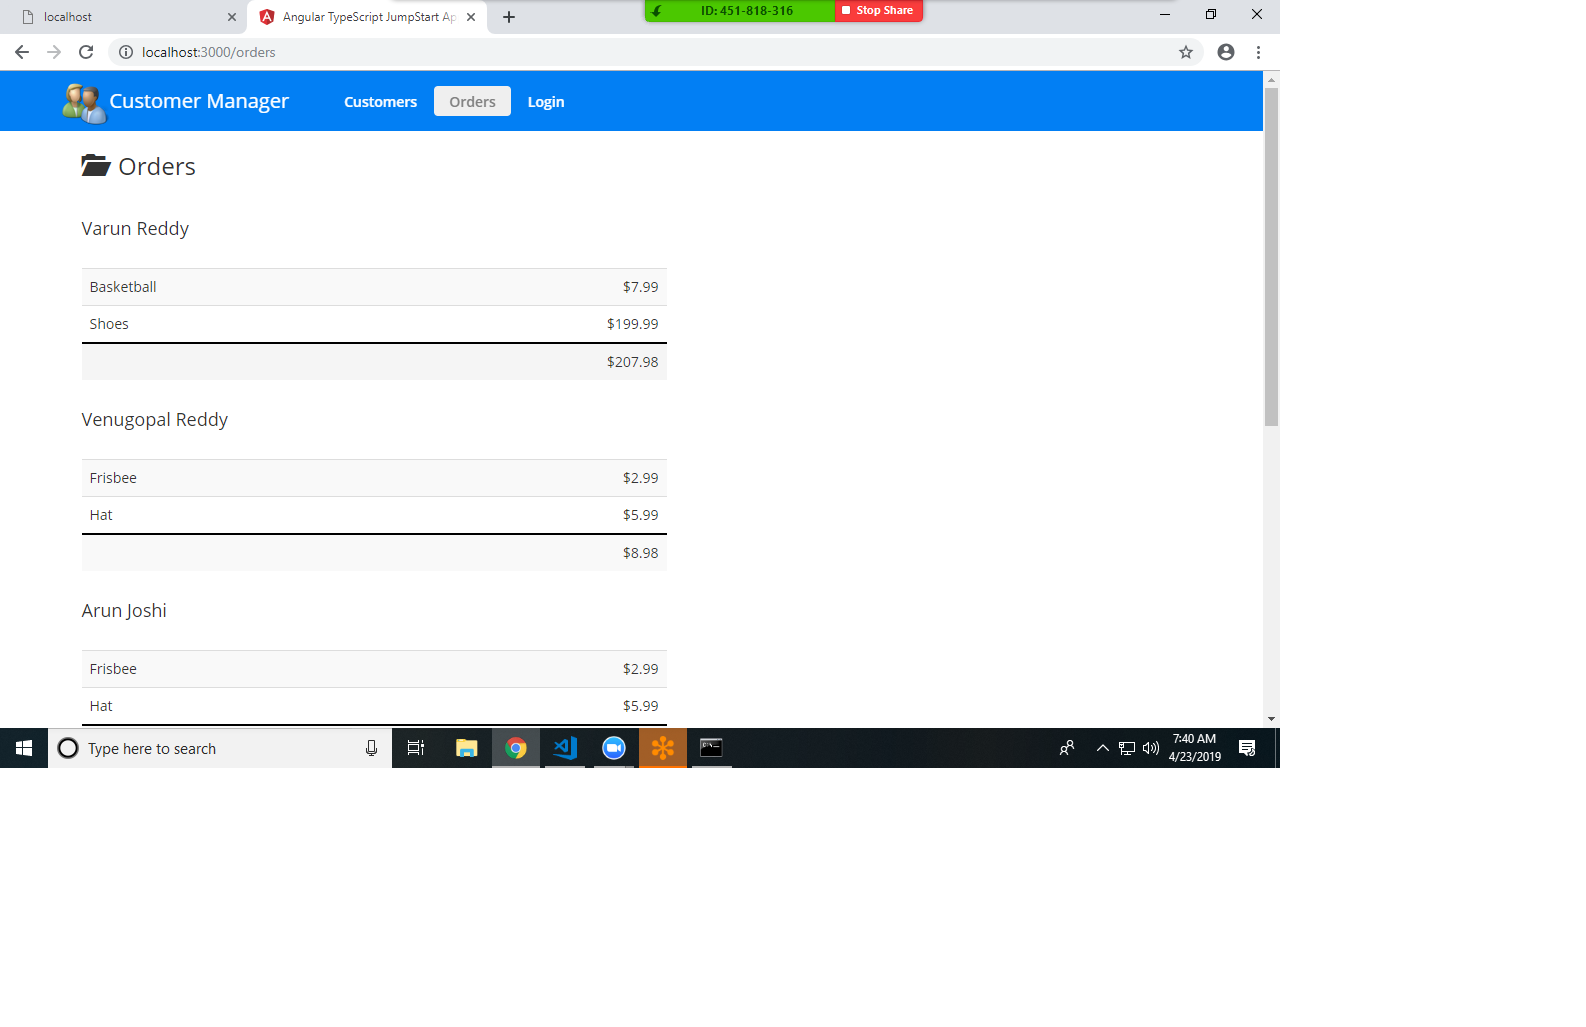 localhost
Angular TypeScript JumpStart Ap
ID: 451-818-316
Stop Share
localhost:3000/orders
Customer Manager
Customers
Orders
Login
Orders
Varun Reddy
Basketball $7.99
Shoes $199.99
$207.98
Venugopal Reddy
Frisbee $2.99
Hat $5.99
$8.98
Arun Joshi
Frisbee $2.99
Hat $5.99
Type here to search
7:40 AM
4/23/2019